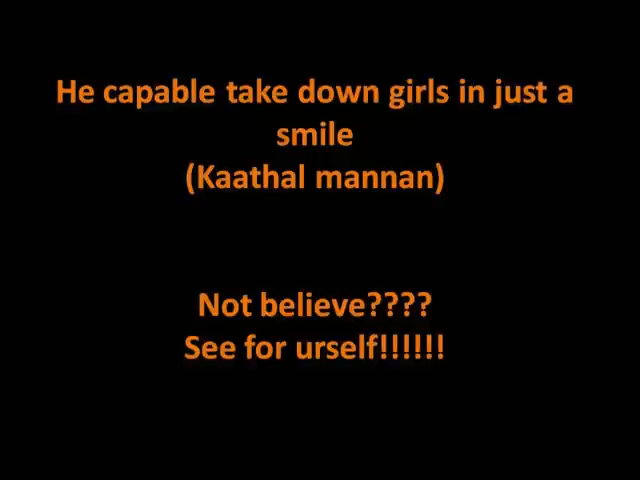 He capable take down girls in just a
smile
(Kaathal mannan)
Not believe????
See for urself!!!!!!